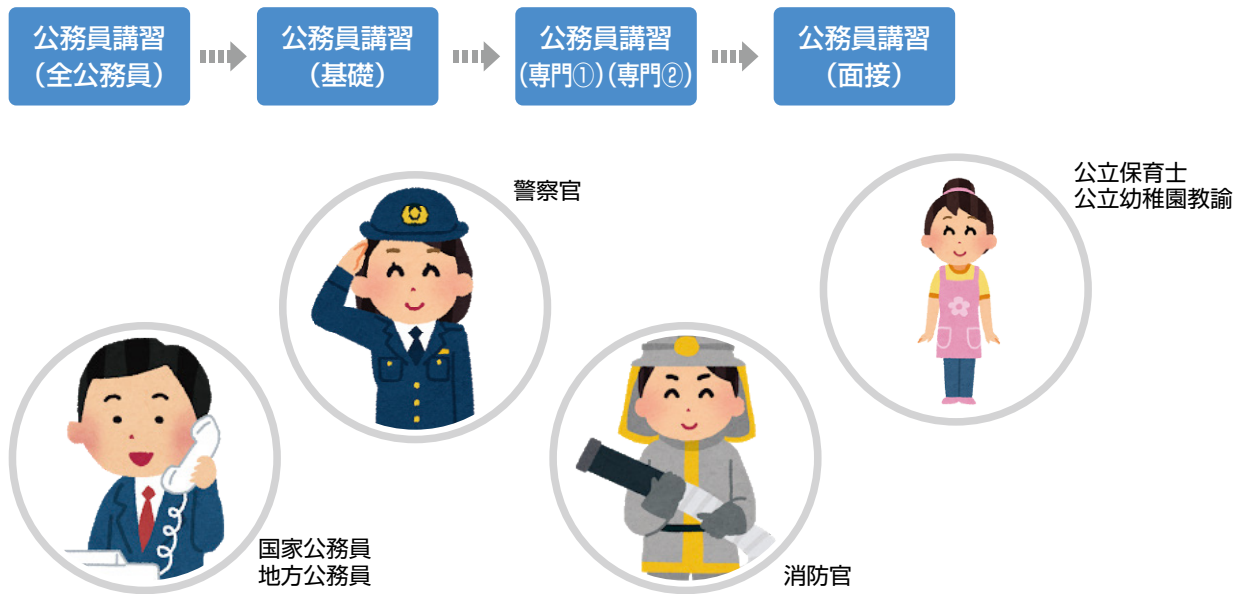 公務員講習
（全公務員）
公務員講習
（基礎）
公務員講習
（専門①）（専門②）
公務員講習
（面接）
警察官
公立保育士
公立幼稚園教諭
国家公務員
地方公務員
消防官